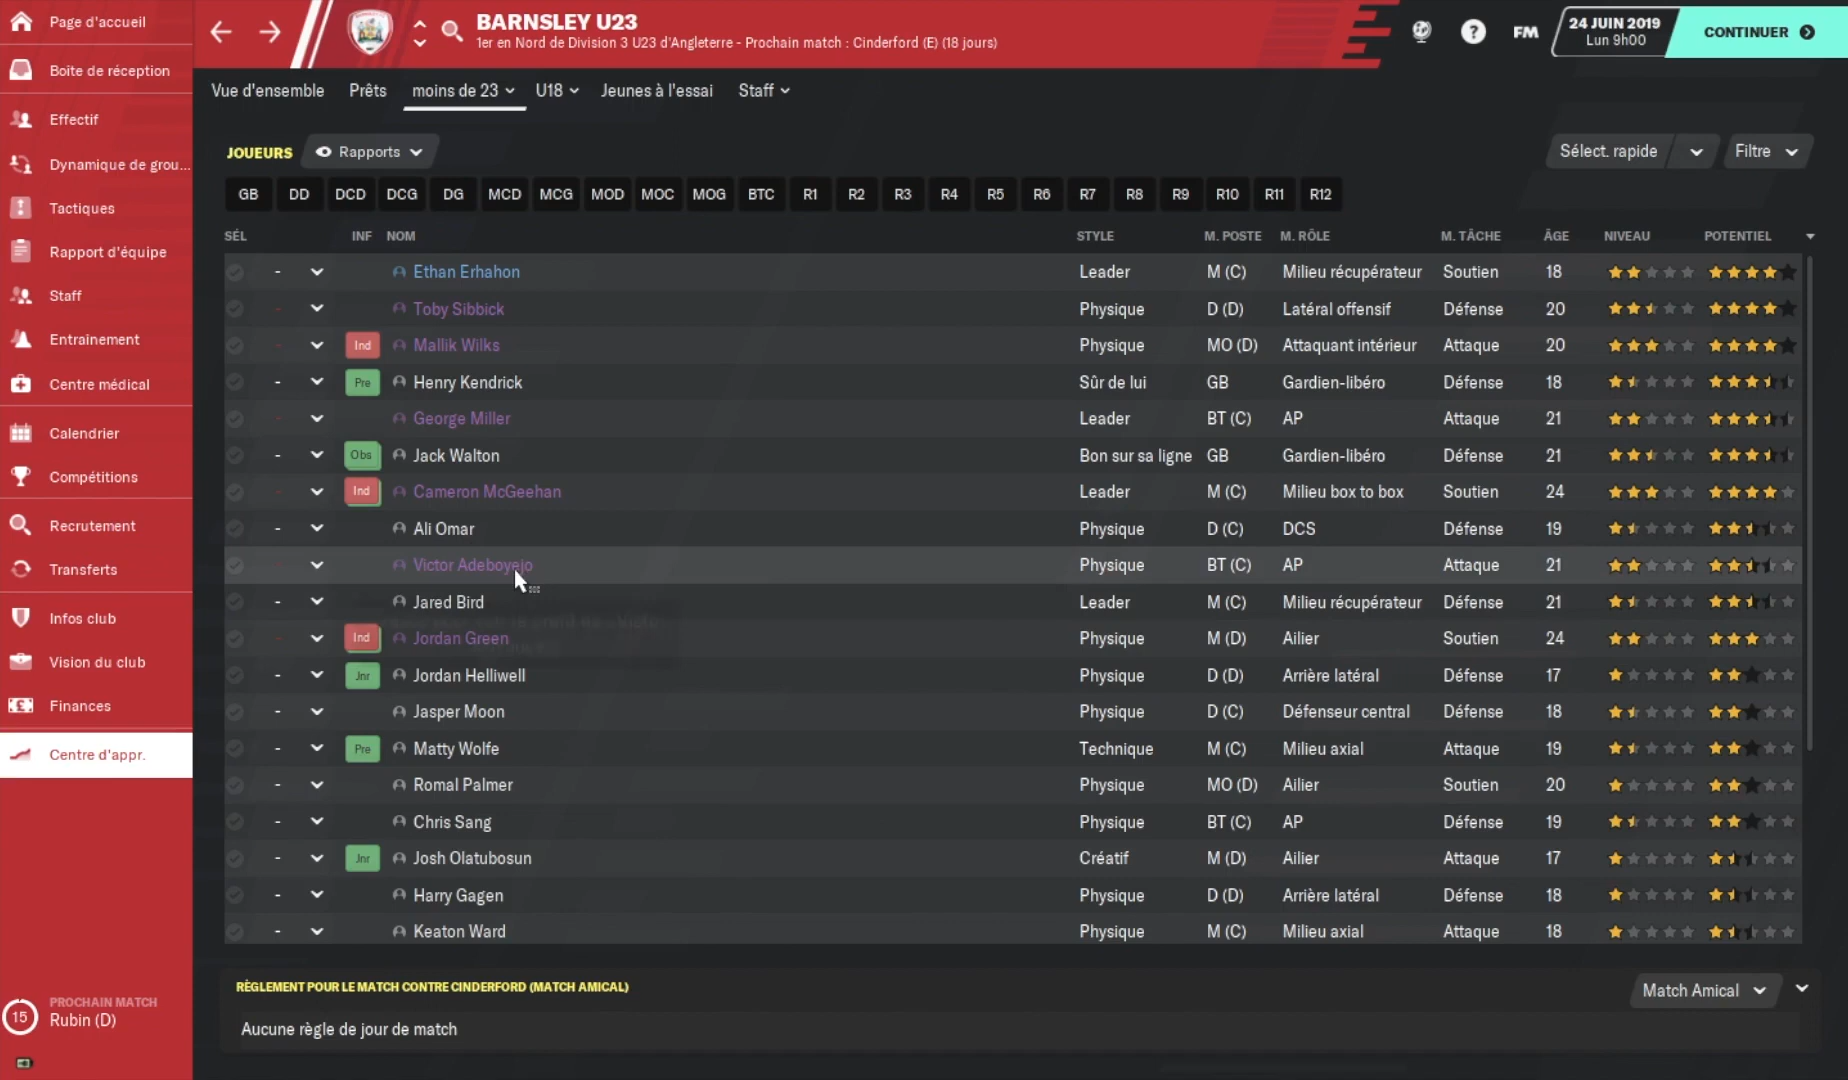 Page d'accueil
Boîte de réception
Effectif
Dynamique de grou...
Tactiques
Rapport d'équipe
Staff
Entraînement
Centre médical
Calendrier
Compétitions
Recrutement
Transferts
Infos club
Vision du club
Finances
Centre d'appr.
PROCHAIN MATCH
15 Rubin (D)
BARNSLEY U23
1er en Nord de Division 3 U23 d'Angleterre - Prochain match : Cinderford (E) (18 jours)
? FM
24 JUIN 2019
Lun 9h00
CONTINUER
Vue d'ensemble Prêts moins de 23 U18 Jeunes à l'essai Staff
JOUEURS Rapports Sélect. rapide Filtre
GB DD DCD DCG DG MCD MCG MOD MOC MOG BTC R1 R2 R3 R4 R5 R6 R7 R8 R9 R10 R11 R12
SÉL INF NOM STYLE M. POSTE M. RÔLE M. TÂCHE ÂGE NIVEAU POTENTIEL
- Ethan Erhahon Leader M (C) Milieu récupérateur Soutien 18
- Toby Sibbick Physique D (D) Latéral offensif Défense 20
- Ind Mallik Wilks Physique MO (D) Attaquant intérieur Attaque 20
- Pre Henry Kendrick Sûr de lui GB Gardien-libéro Défense 18
- George Miller Leader BT (C) AP Attaque 21
- Obs Jack Walton Bon sur sa ligne GB Gardien-libéro Défense 21
- Ind Cameron McGeehan Leader M (C) Milieu box to box Soutien 24
- Ali Omar Physique D (C) DCS Défense 19
Victor Adeboyejo Physique BT (C) AP Attaque 21
- Jared Bird Leader M (C) Milieu récupérateur Défense 21
- Ind Jordan Green Physique M (D) Ailier Soutien 24
- Jnr Jordan Helliwell Physique D (D) Arrière latéral Défense 17
- Jasper Moon Physique D (C) Défenseur central Défense 18
- Pre Matty Wolfe Technique M (C) Milieu axial Attaque 19
- Romal Palmer Physique MO (D) Ailier Soutien 20
- Chris Sang Physique BT (C) AP Défense 19
- Jnr Josh Olatubosun Créatif M (D) Ailier Attaque 17
- Harry Gagen Physique D (D) Arrière latéral Défense 18
- Keaton Ward Physique M (C) Milieu axial Attaque 18
RÈGLEMENT POUR LE MATCH CONTRE CINDERFORD (MATCH AMICAL)
Match Amical
Aucune règle de jour de match